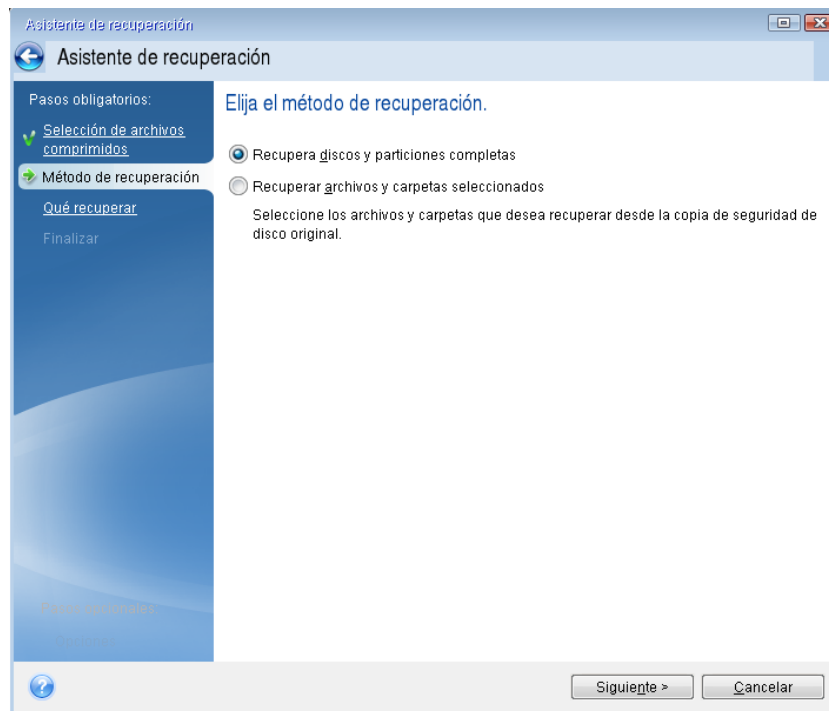 Asistente de recuperación
Asistente de recuperación
Pasos obligatorios:
Selección de archivos
comprimidos
Método de recuperación
Qué recuperar
Finalizar
Elija el método de recuperación.
Recupera discos y particiones completas
Recuperar archivos y carpetas seleccionados
Seleccione los archivos y carpetas que desea recuperar desde la copia de seguridad de
disco original.
Pasos opcionales:
Siguiente >
Cancelar